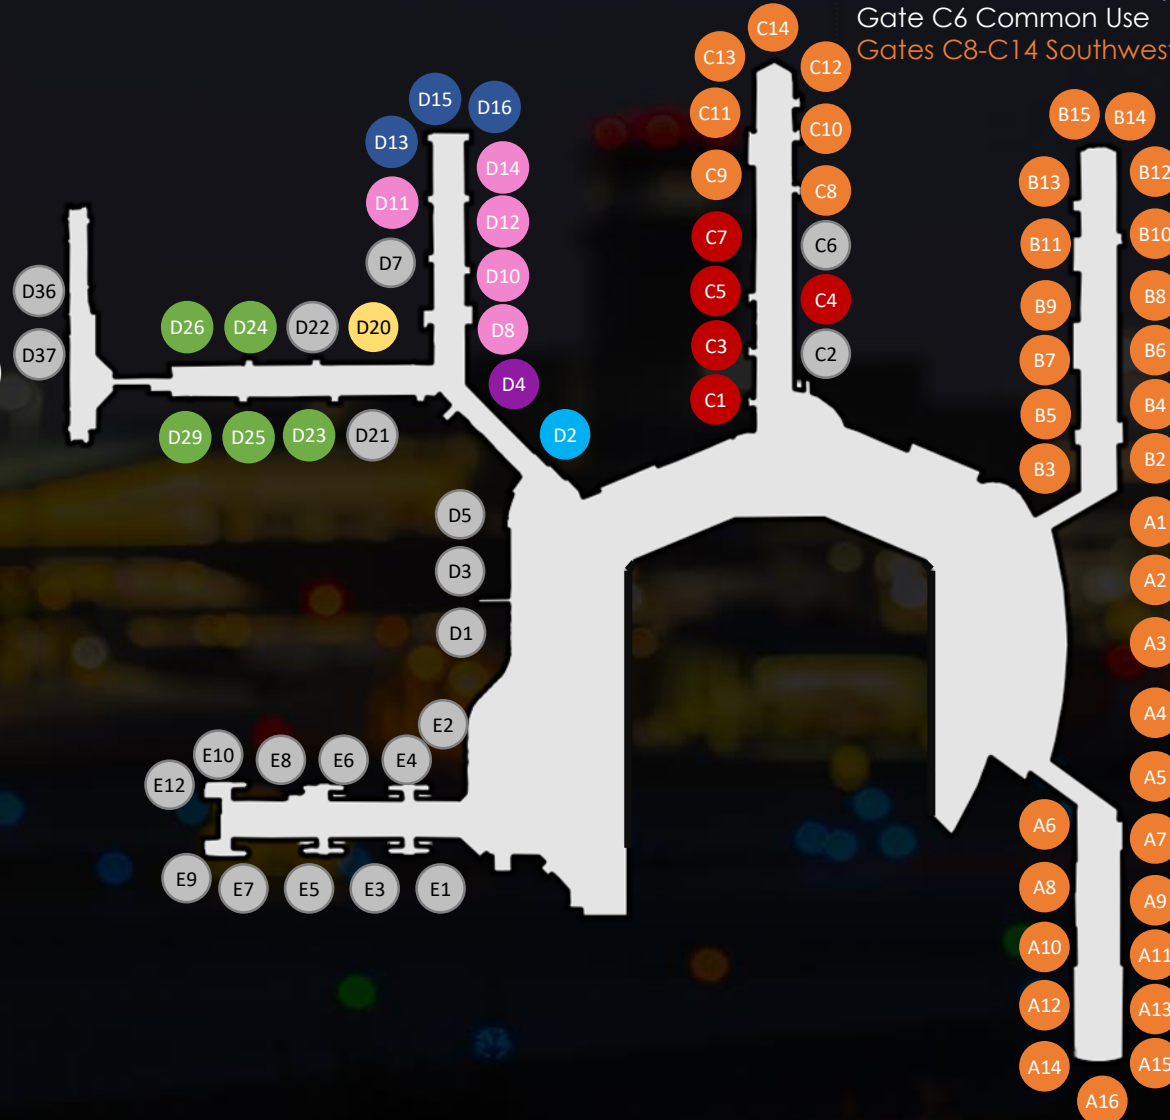 Gate C6 Common Use
Gates C8-C14 Southwest
C14
C13
C12
D15
D16
C11
C10
B15
B14
D13
D14
C9
C8
B13
B12
D11
D12
C7
C6
B11
B10
D7
D10
D36
C5
C4
B9
B8
D26
D24
D22
D20
D8
D37
C3
C2
B7
B6
D4
C1
B5
B4
D29
D25
D23
D21
D2
B3
B2
D5
A1
D3
A2
D1
A3
E2
A4
E10
E8
E6
E4
A5
E12
A6
A7
E9
E7
E5
E3
E1
A8
A9
A10
A11
A12
A13
A14
A15
A16